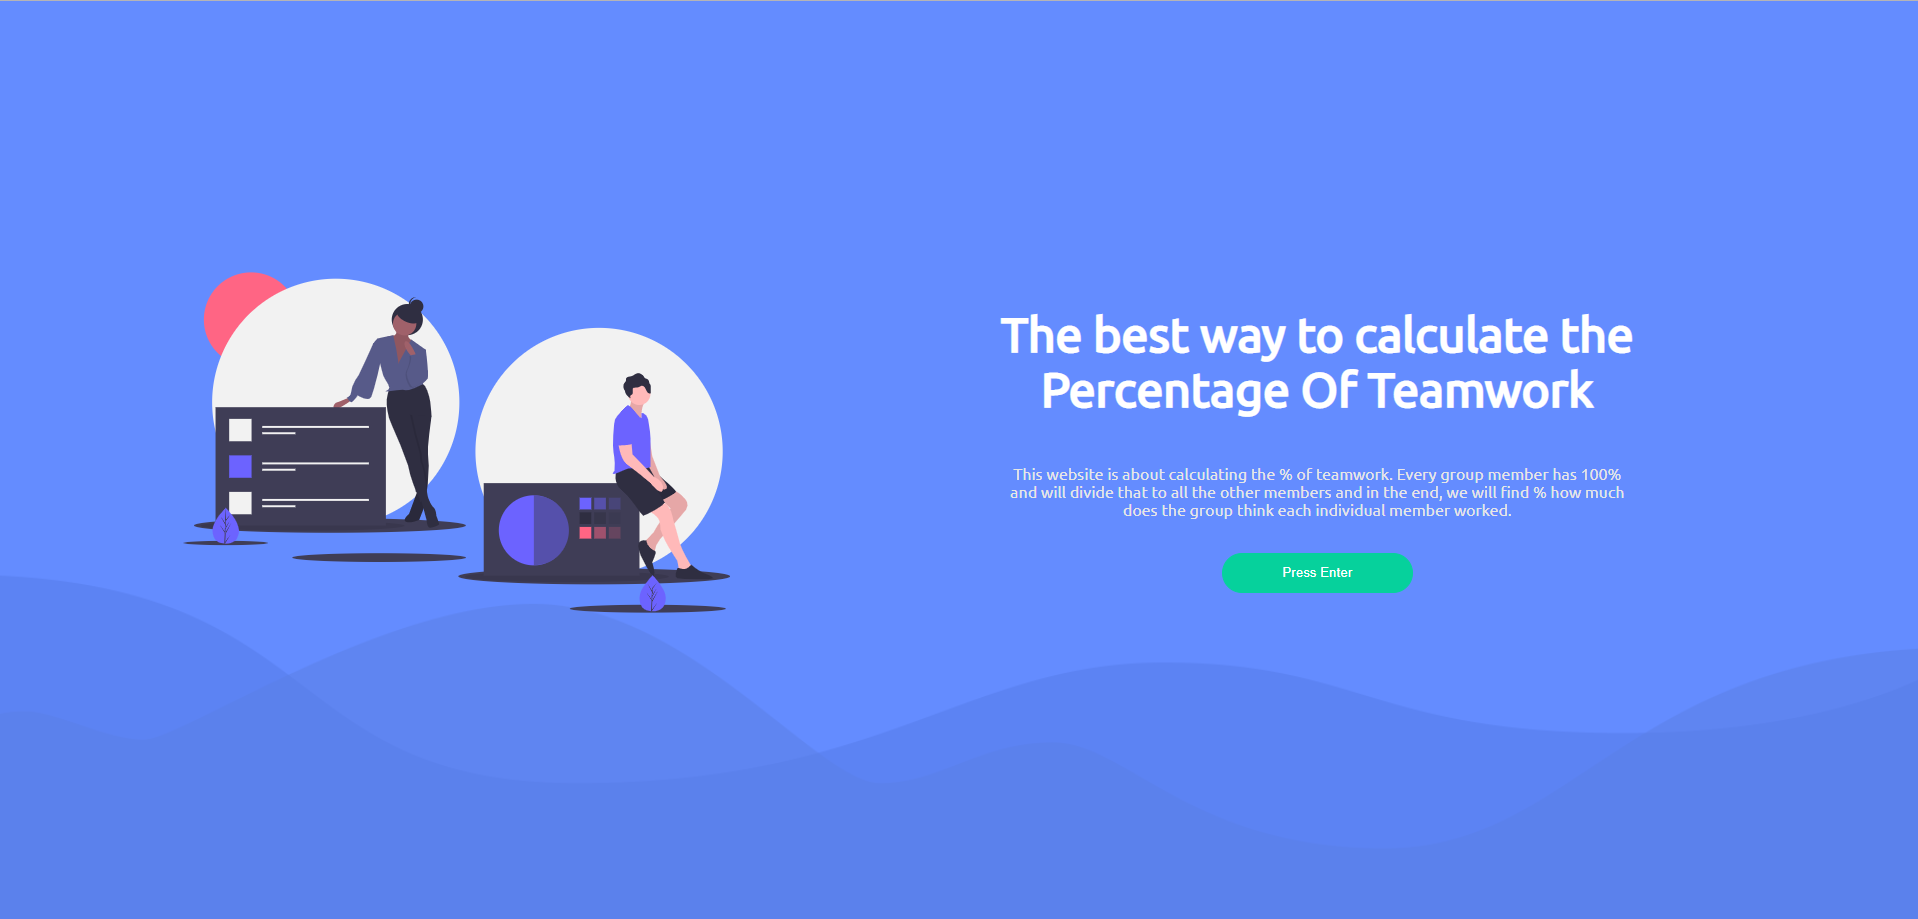 The best way to calculate the
Percentage Of Teamwork
This website is about calculating the % of teamwork. Every group member has 100%
and will divide that to all the other members and in the end, we will find % how much
does the group think each individual member worked.
Press Enter